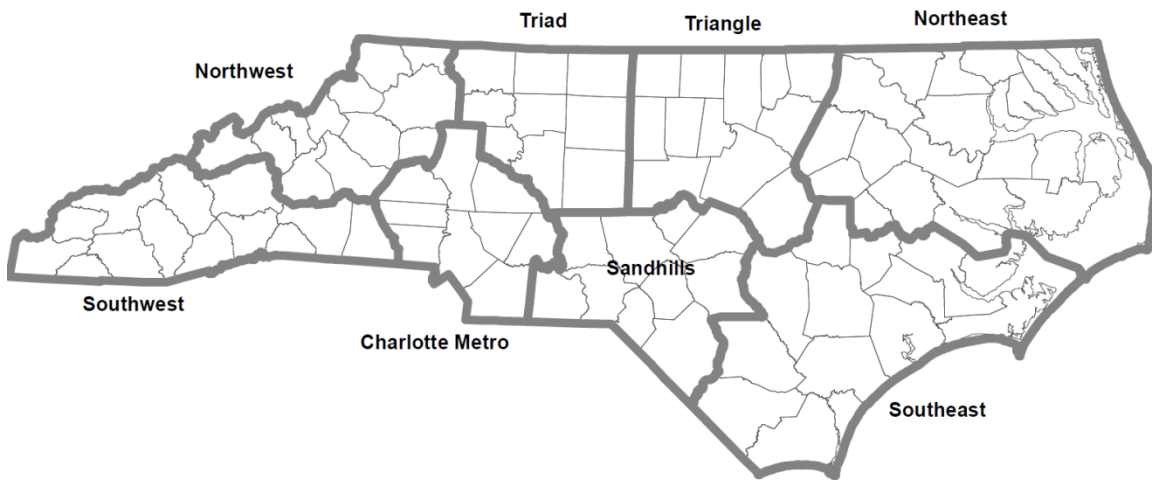 Triad
Triangle
Northeast
Northwest
Sandhills
Southwest
Charlotte Metro
Southeast